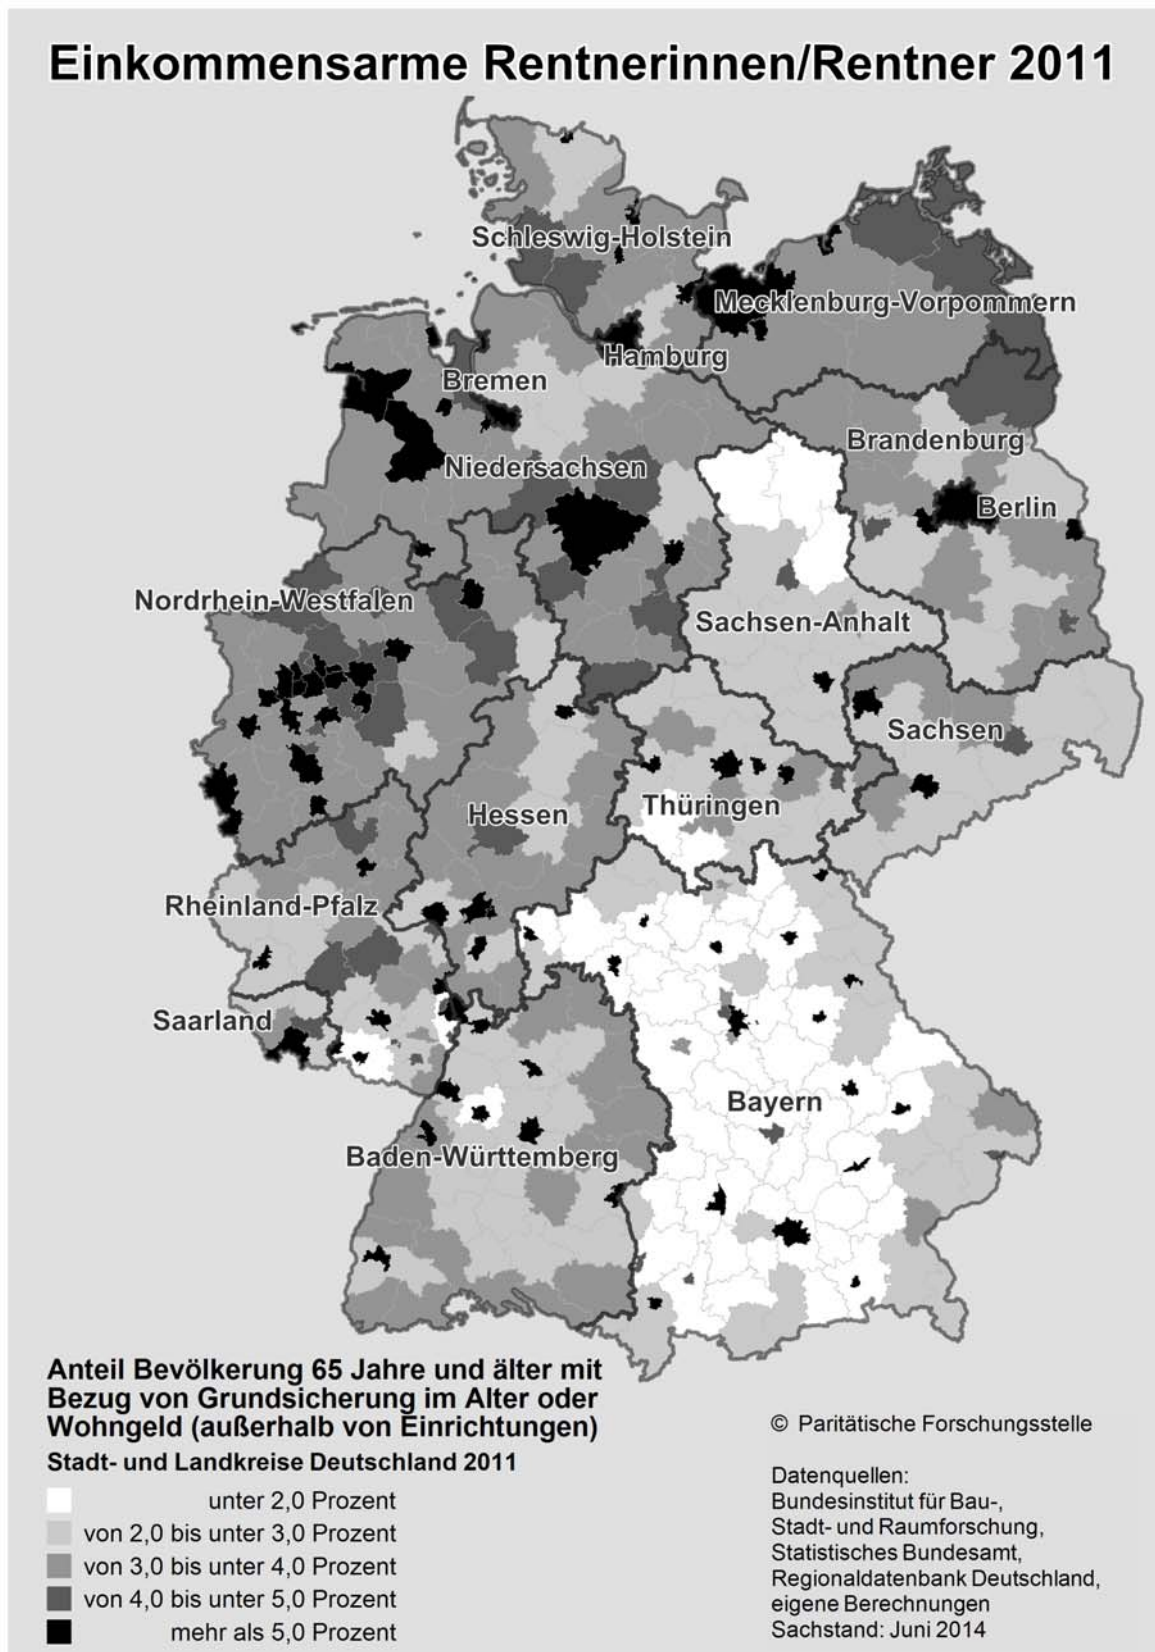 Einkommensarme Rentnerinnen/Rentner 2011
Schleswig-Holstein
Mecklenburg-Vorpommern
Hamburg
Bremen
Brandenburg
Niedersachsen
Berlin
Nordrhein-Westfalen
Sachsen-Anhalt
Sachsen
Hessen
Thüringen
Rheinland-Pfalz
Saarland
Bayern
Baden-Württemberg
Anteil Bevölkerung 65 Jahre und älter mit
Bezug von Grundsicherung im Alter oder
Wohngeld (außerhalb von Einrichtungen)
Stadt- und Landkreise Deutschland 2011
unter 2,0 Prozent
von 2,0 bis unter 3,0 Prozent
von 3,0 bis unter 4,0 Prozent
von 4,0 bis unter 5,0 Prozent
mehr als 5,0 Prozent
© Paritätische Forschungsstelle
Datenquellen:
Bundesinstitut für Bau-,
Stadt- und Raumforschung,
Statistisches Bundesamt,
Regionaldatenbank Deutschland,
eigene Berechnungen
Sachstand: Juni 2014